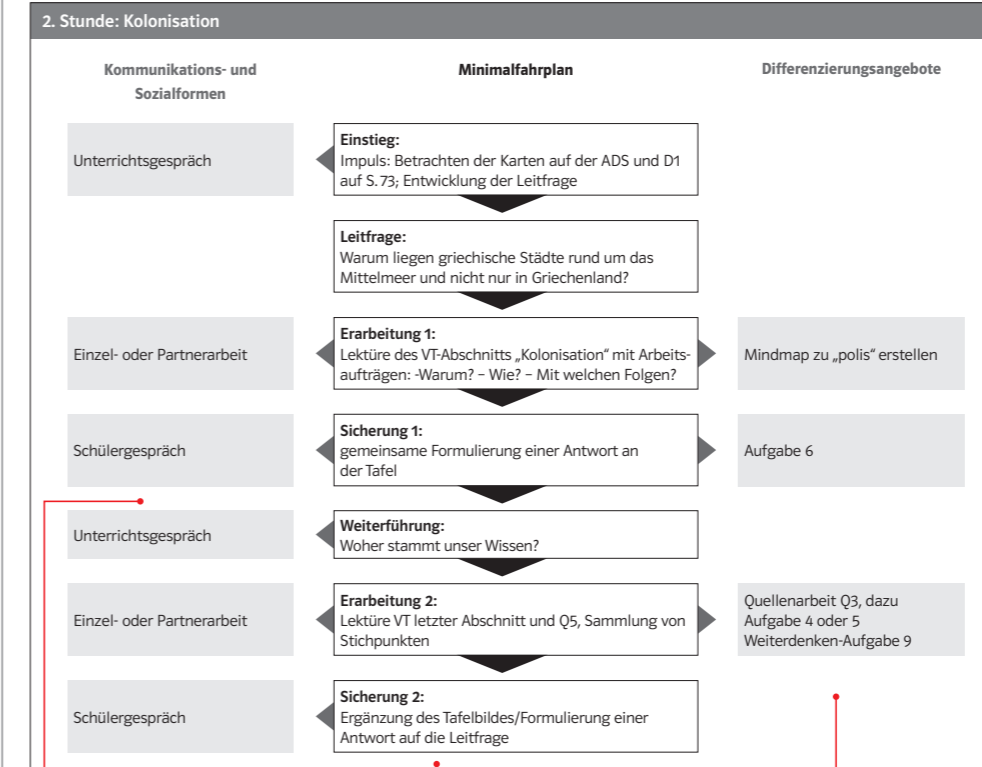 2. Stunde: Kolonisation
Kommunikations- und
Sozialformen
Minimalfahrplan
Differenzierungsangebote
Unterrichtsgespräch
Einstieg:
Impuls: Betrachten der Karten auf der ADS und D1
auf S. 73; Entwicklung der Leitfrage
Leitfrage:
Warum liegen griechische Städte rund um das
Mittelmeer und nicht nur in Griechenland?
Einzel- oder Partnerarbeit
Erarbeitung 1:
Lektüre des VT-Abschnitts „Kolonisation“ mit Arbeits-
aufträgen: -Warum? – Wie? – Mit welchen Folgen?
Mindmap zu „polis“ erstellen
Schülergespräch
Sicherung 1:
gemeinsame Formulierung einer Antwort an
der Tafel
Aufgabe 6
Unterrichtsgespräch
Weiterführung:
Woher stammt unser Wissen?
Einzel- oder Partnerarbeit
Erarbeitung 2:
Lektüre VT letzter Abschnitt und Q5, Sammlung von
Stichpunkten
Quellenarbeit Q3, dazu
Aufgabe 4 oder 5
Weiterdenken-Aufgabe 9
Schülergespräch
Sicherung 2:
Ergänzung des Tafelbildes/Formulierung einer
Antwort auf die Leitfrage